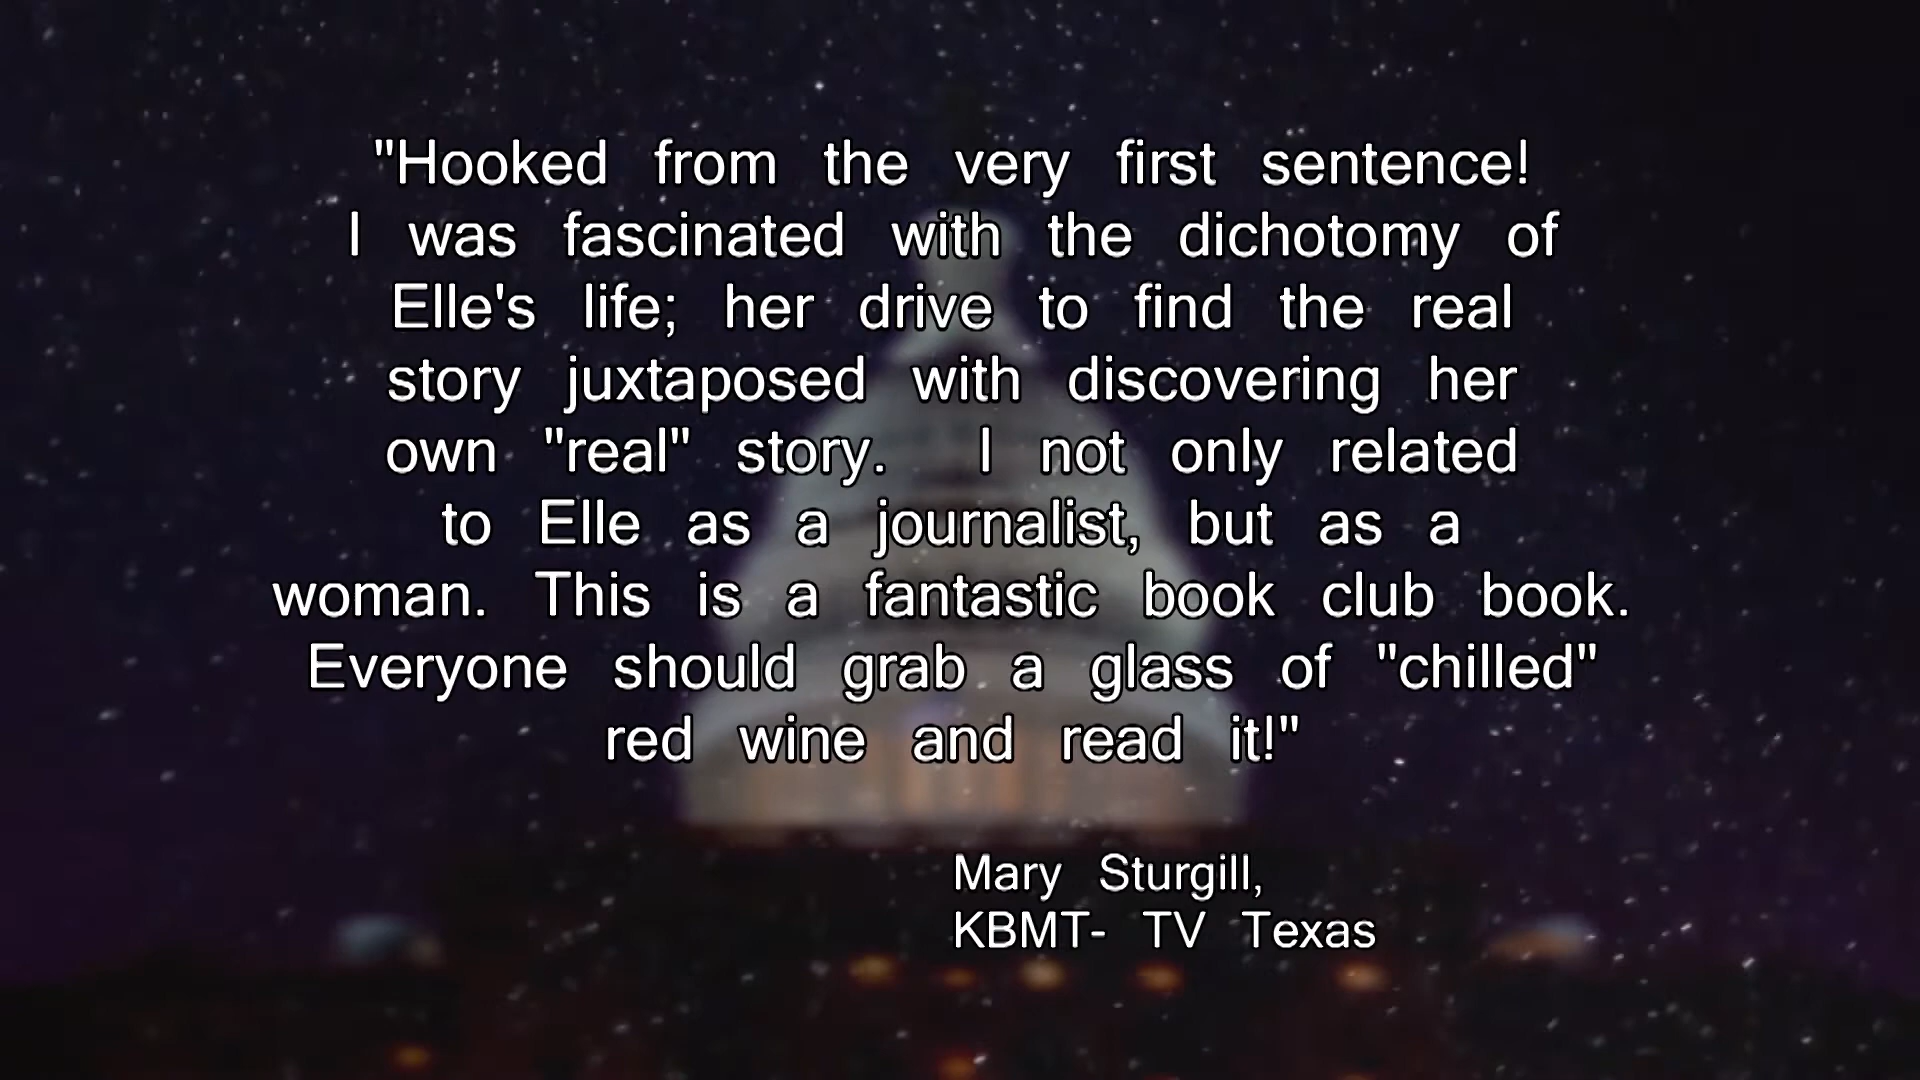 "Hooked from the very first sentence!
I was fascinated with the dichotomy of
Elle's life; her drive to find the real
story juxtaposed with discovering her
own "real" story. I not only related
to Elle as a journalist, but as a
woman. This is a fantastic book club book.
Everyone should grab a glass of "chilled"
red wine and read it!"
Mary Sturgill,
KBMT- TV Texas